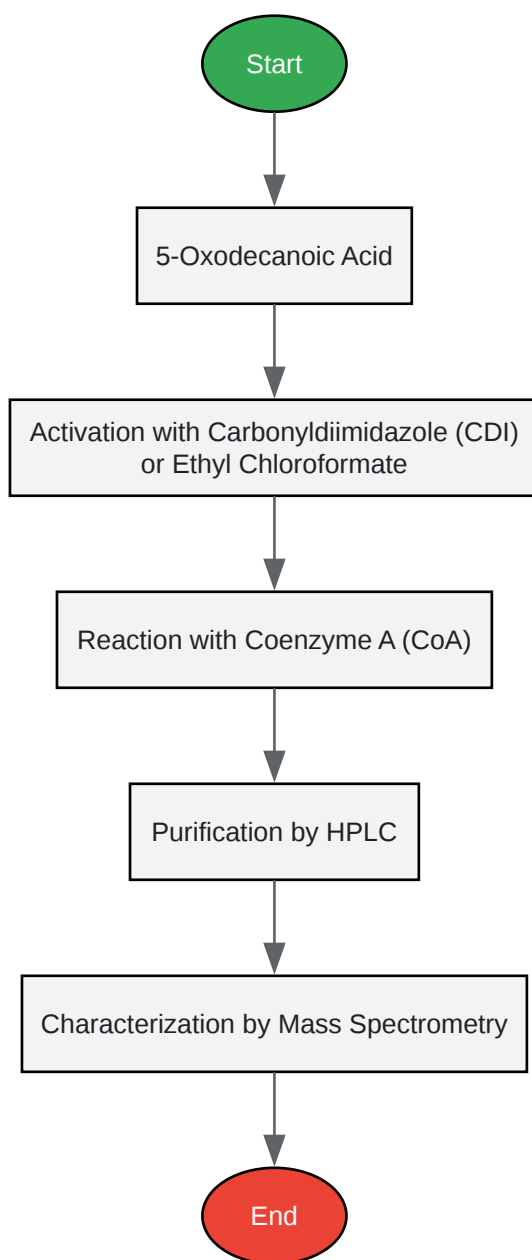 Start
5-Oxodecanoic Acid
Activation with Carbonyldiimidazole (CDI)
or Ethyl Chloroformate
Reaction with Coenzyme A (CoA)
Purification by HPLC
Characterization by Mass Spectrometry
End